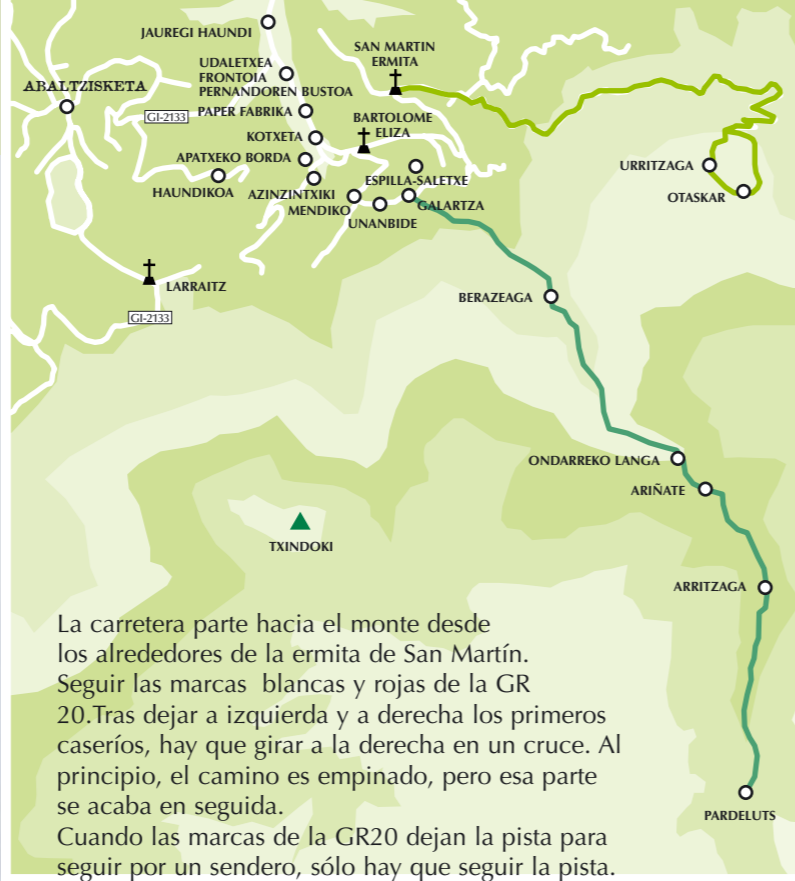 JAUREGI HAUNDI
SAN MARTIN
ERMITA
UDALETXEA
FRONTOIA
PERNANDOREN BUSTOA
ABALTZISKETA
GI-2133
PAPER FABRIKA
BARTOLOME
ELIZA
KOTXETA
APATXEKO BORDA
URRITZAGA
HAUNDIKOA
AZINZINTXIKI
ESPILLA-SALETXE
OTASKAR
MENDIKO
GALARTZA
UNANBIDE
LARRAITZ
BERAZEAGA
GI-2133
ONDARREKO LANGA
ARIÑATE
TXINDOKI
ARRITZAGA
La carretera parte hacia el monte desde
los alrededores de la ermita de San Martín.
Seguir las marcas blancas y rojas de la GR
20.Tras dejar a izquierda y a derecha los primeros
caseríos, hay que girar a la derecha en un cruce. Al
principio, el camino es empinado, pero esa parte
se acaba en seguida.
Cuando las marcas de la GR20 dejan la pista para
seguir por un sendero, sólo hay que seguir la pista.
PARDELUTS